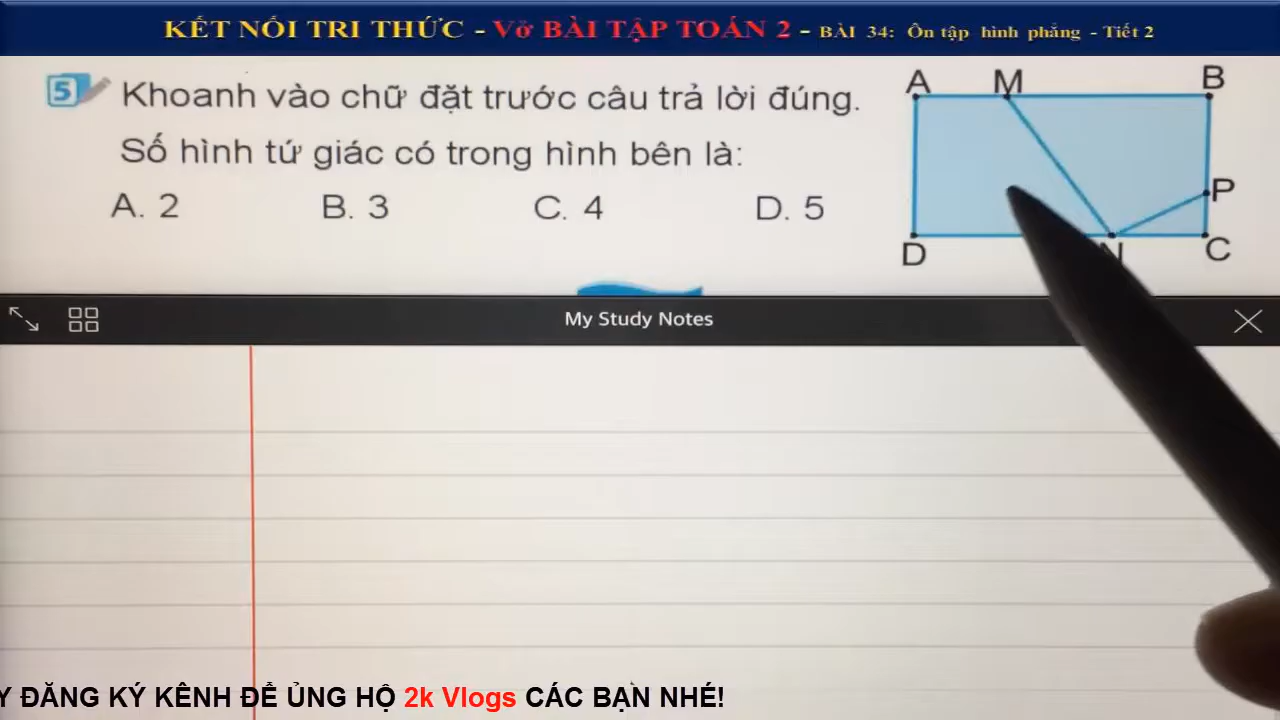 KẾT NỐI TRI THỨC - Vở BÀI TẬP TOÁN 2 - BÀI 34: Ôn tập hình phẳng - Tiết 2
5 Khoanh vào chữ đặt trước câu trả lời đúng.
Số hình tứ giác có trong hình bên là:
A. 2 B. 3 C. 4 D. 5
A M B
P
D N C
My Study Notes
Y ĐĂNG KÝ KÊNH ĐỂ ỦNG HỘ 2k Vlogs CÁC BẠN NHÉ!